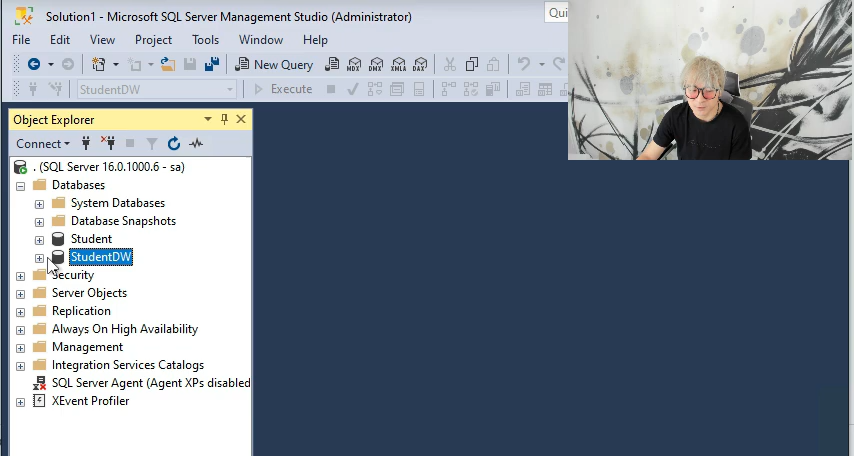 Solution1 - Microsoft SQL Server Management Studio (Administrator)
Qui
File Edit View Project Tools Window Help
New Query MDX DMX XMLA DAX
StudentDW Execute
Object Explorer
Connect
. (SQL Server 16.0.1000.6 - sa)
Databases
System Databases
Database Snapshots
Student
StudentDW
Security
Server Objects
Replication
Always On High Availability
Management
Integration Services Catalogs
SQL Server Agent (Agent XPs disabled
XEvent Profiler